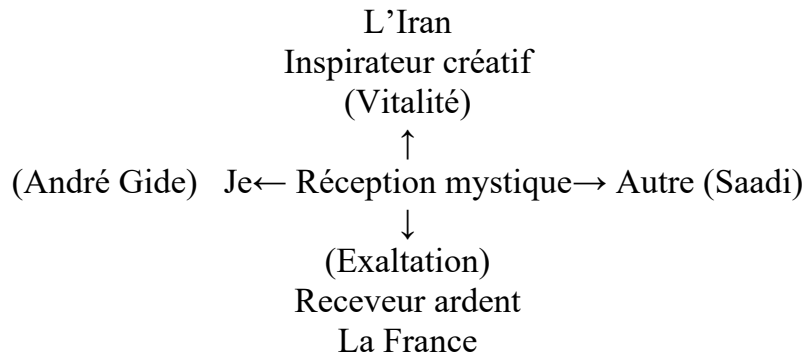 L’Iran
Inspirateur créatif
(Vitalité)
↑
(André Gide) Je← Réception mystique→ Autre (Saadi)
↓
(Exaltation)
Receveur ardent
La France